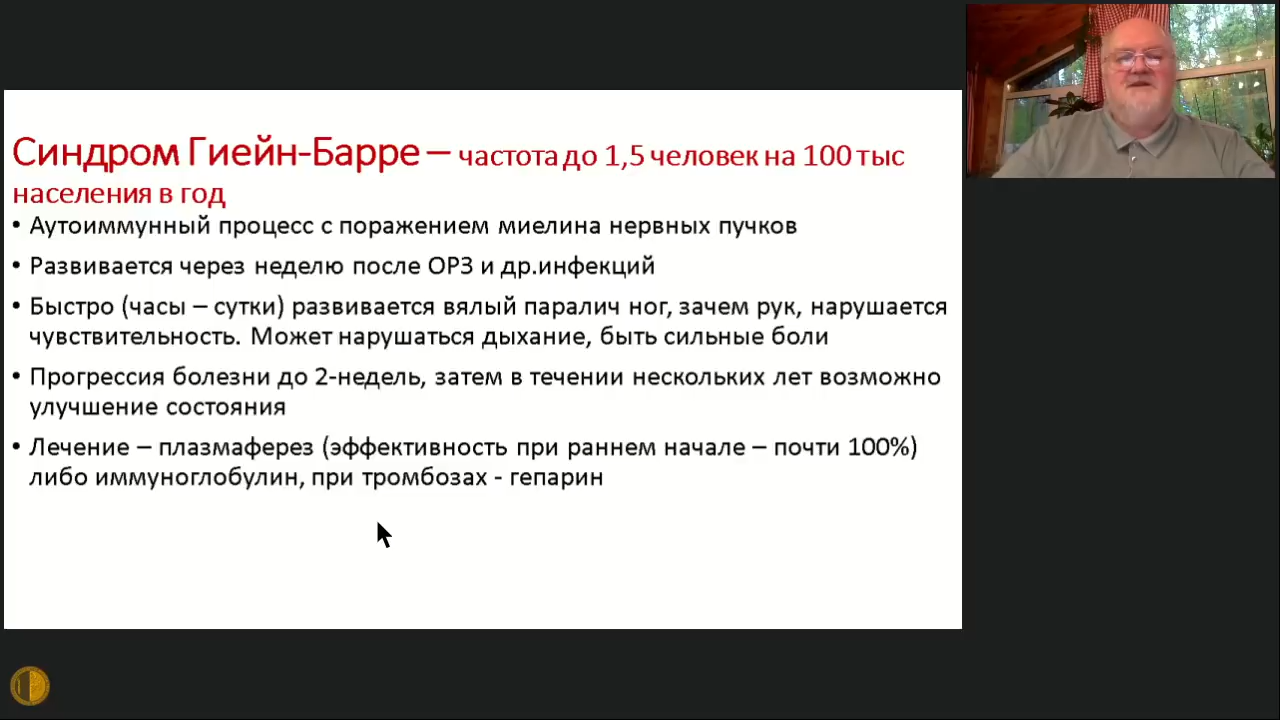 Синдром Гиейн-Барре – частота до 1,5 человек на 100 тыс
населения в год
• Аутоиммунный процесс с поражением миелина нервных пучков
• Развивается через неделю после ОРЗ и др.инфекций
• Быстро (часы – сутки) развивается вялый паралич ног, зачем рук, нарушается
чувствительность. Может нарушаться дыхание, быть сильные боли
• Прогрессия болезни до 2-недель, затем в течении нескольких лет возможно
улучшение состояния
• Лечение – плазмаферез (эффективность при раннем начале – почти 100%)
либо иммуноглобулин, при тромбозах - гепарин